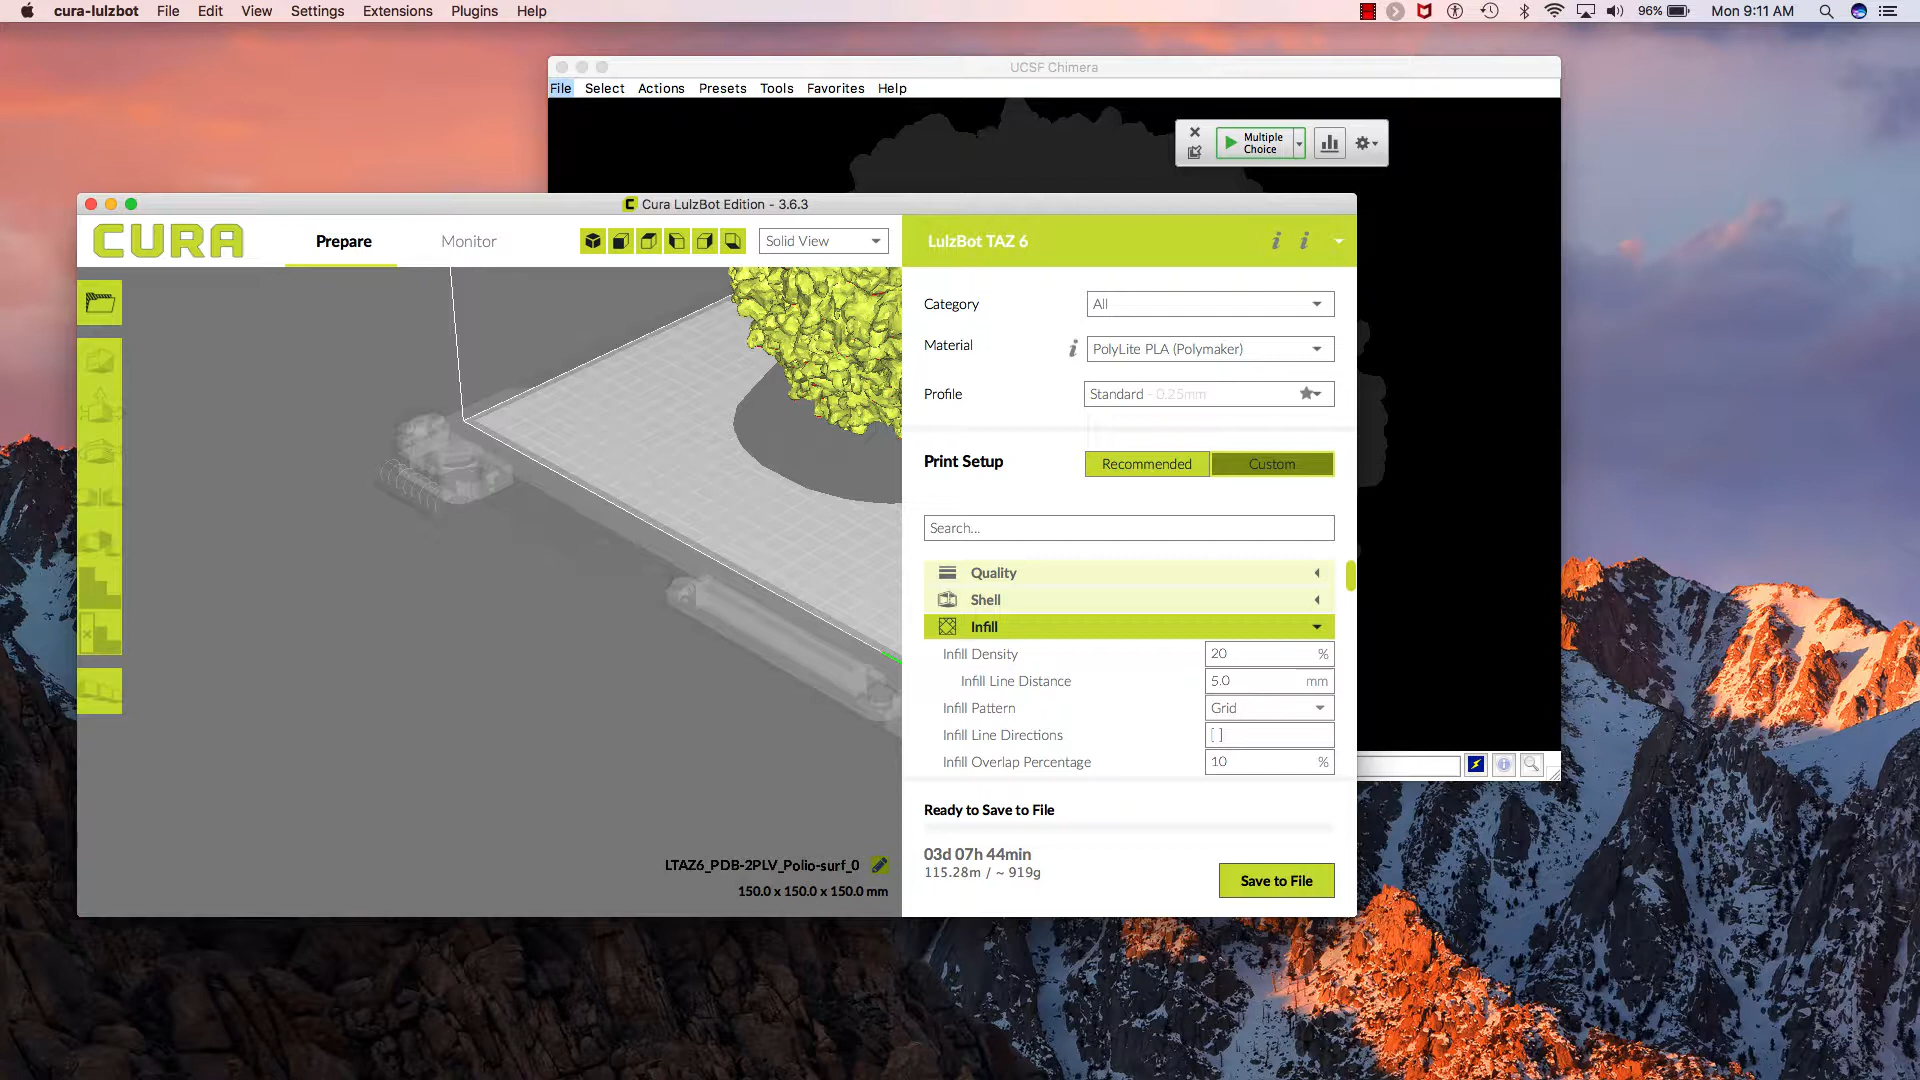 cura-lulzbot File Edit View Settings Extensions Plugins Help 96% Mon 9:11 AM
UCSF Chimera
File Select Actions Presets Tools Favorites Help
Multiple
Choice
C Cura LulzBot Edition - 3.6.3
CURA Prepare Monitor Solid View LulzBot TAZ 6 i i
Category All
Material i PolyLite PLA (Polymaker)
Profile Standard - 0.25mm
Print Setup Recommended Custom
Search...
Quality
Shell
Infill
Infill Density 20 %
Infill Line Distance 5.0 mm
Infill Pattern Grid
Infill Line Directions [ ]
Infill Overlap Percentage 10 %
Ready to Save to File
03d 07h 44min
115.28m / ~ 919g
Save to File
LTAZ6_PDB-2PLV_Polio-surf_0
150.0 x 150.0 x 150.0 mm